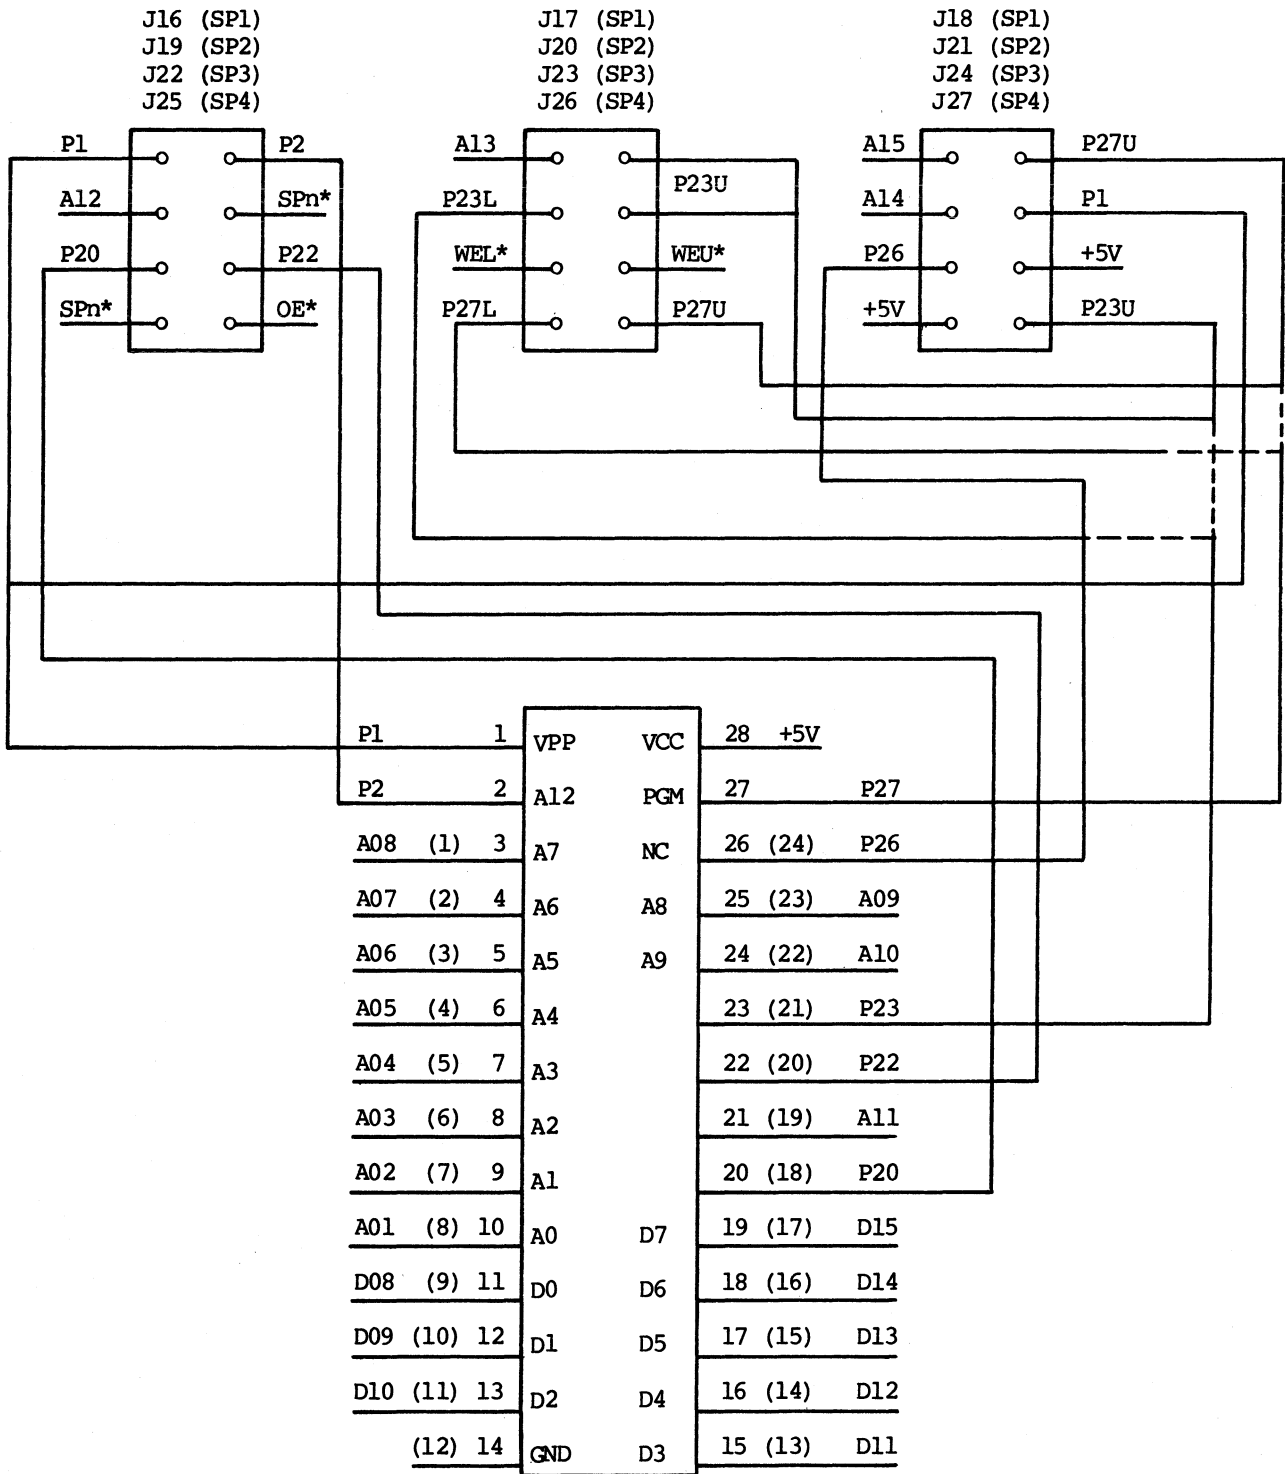 J16 (SP1) J17 (SP1) J18 (SP1)
J19 (SP2) J20 (SP2) J21 (SP2)
J22 (SP3) J23 (SP3) J24 (SP3)
J25 (SP4) J26 (SP4) J27 (SP4)
P1 P2 A13 A15 P27U
P23U
A12 SPn* P23L A14 P1
P20 P22 WEL* WEU* P26 +5V
SPn* OE* P27L P27U +5V P23U
P1 1 VPP VCC 28 +5V
P2 2 A12 PGM 27 P27
A08 (1) 3 A7 NC 26 (24) P26
A07 (2) 4 A6 A8 25 (23) A09
A06 (3) 5 A5 A9 24 (22) A10
A05 (4) 6 A4 23 (21) P23
A04 (5) 7 A3 22 (20) P22
A03 (6) 8 A2 21 (19) A11
A02 (7) 9 A1 20 (18) P20
A01 (8) 10 A0 D7 19 (17) D15
D08 (9) 11 D0 D6 18 (16) D14
D09 (10) 12 D1 D5 17 (15) D13
D10 (11) 13 D2 D4 16 (14) D12
(12) 14 GND D3 15 (13) D11